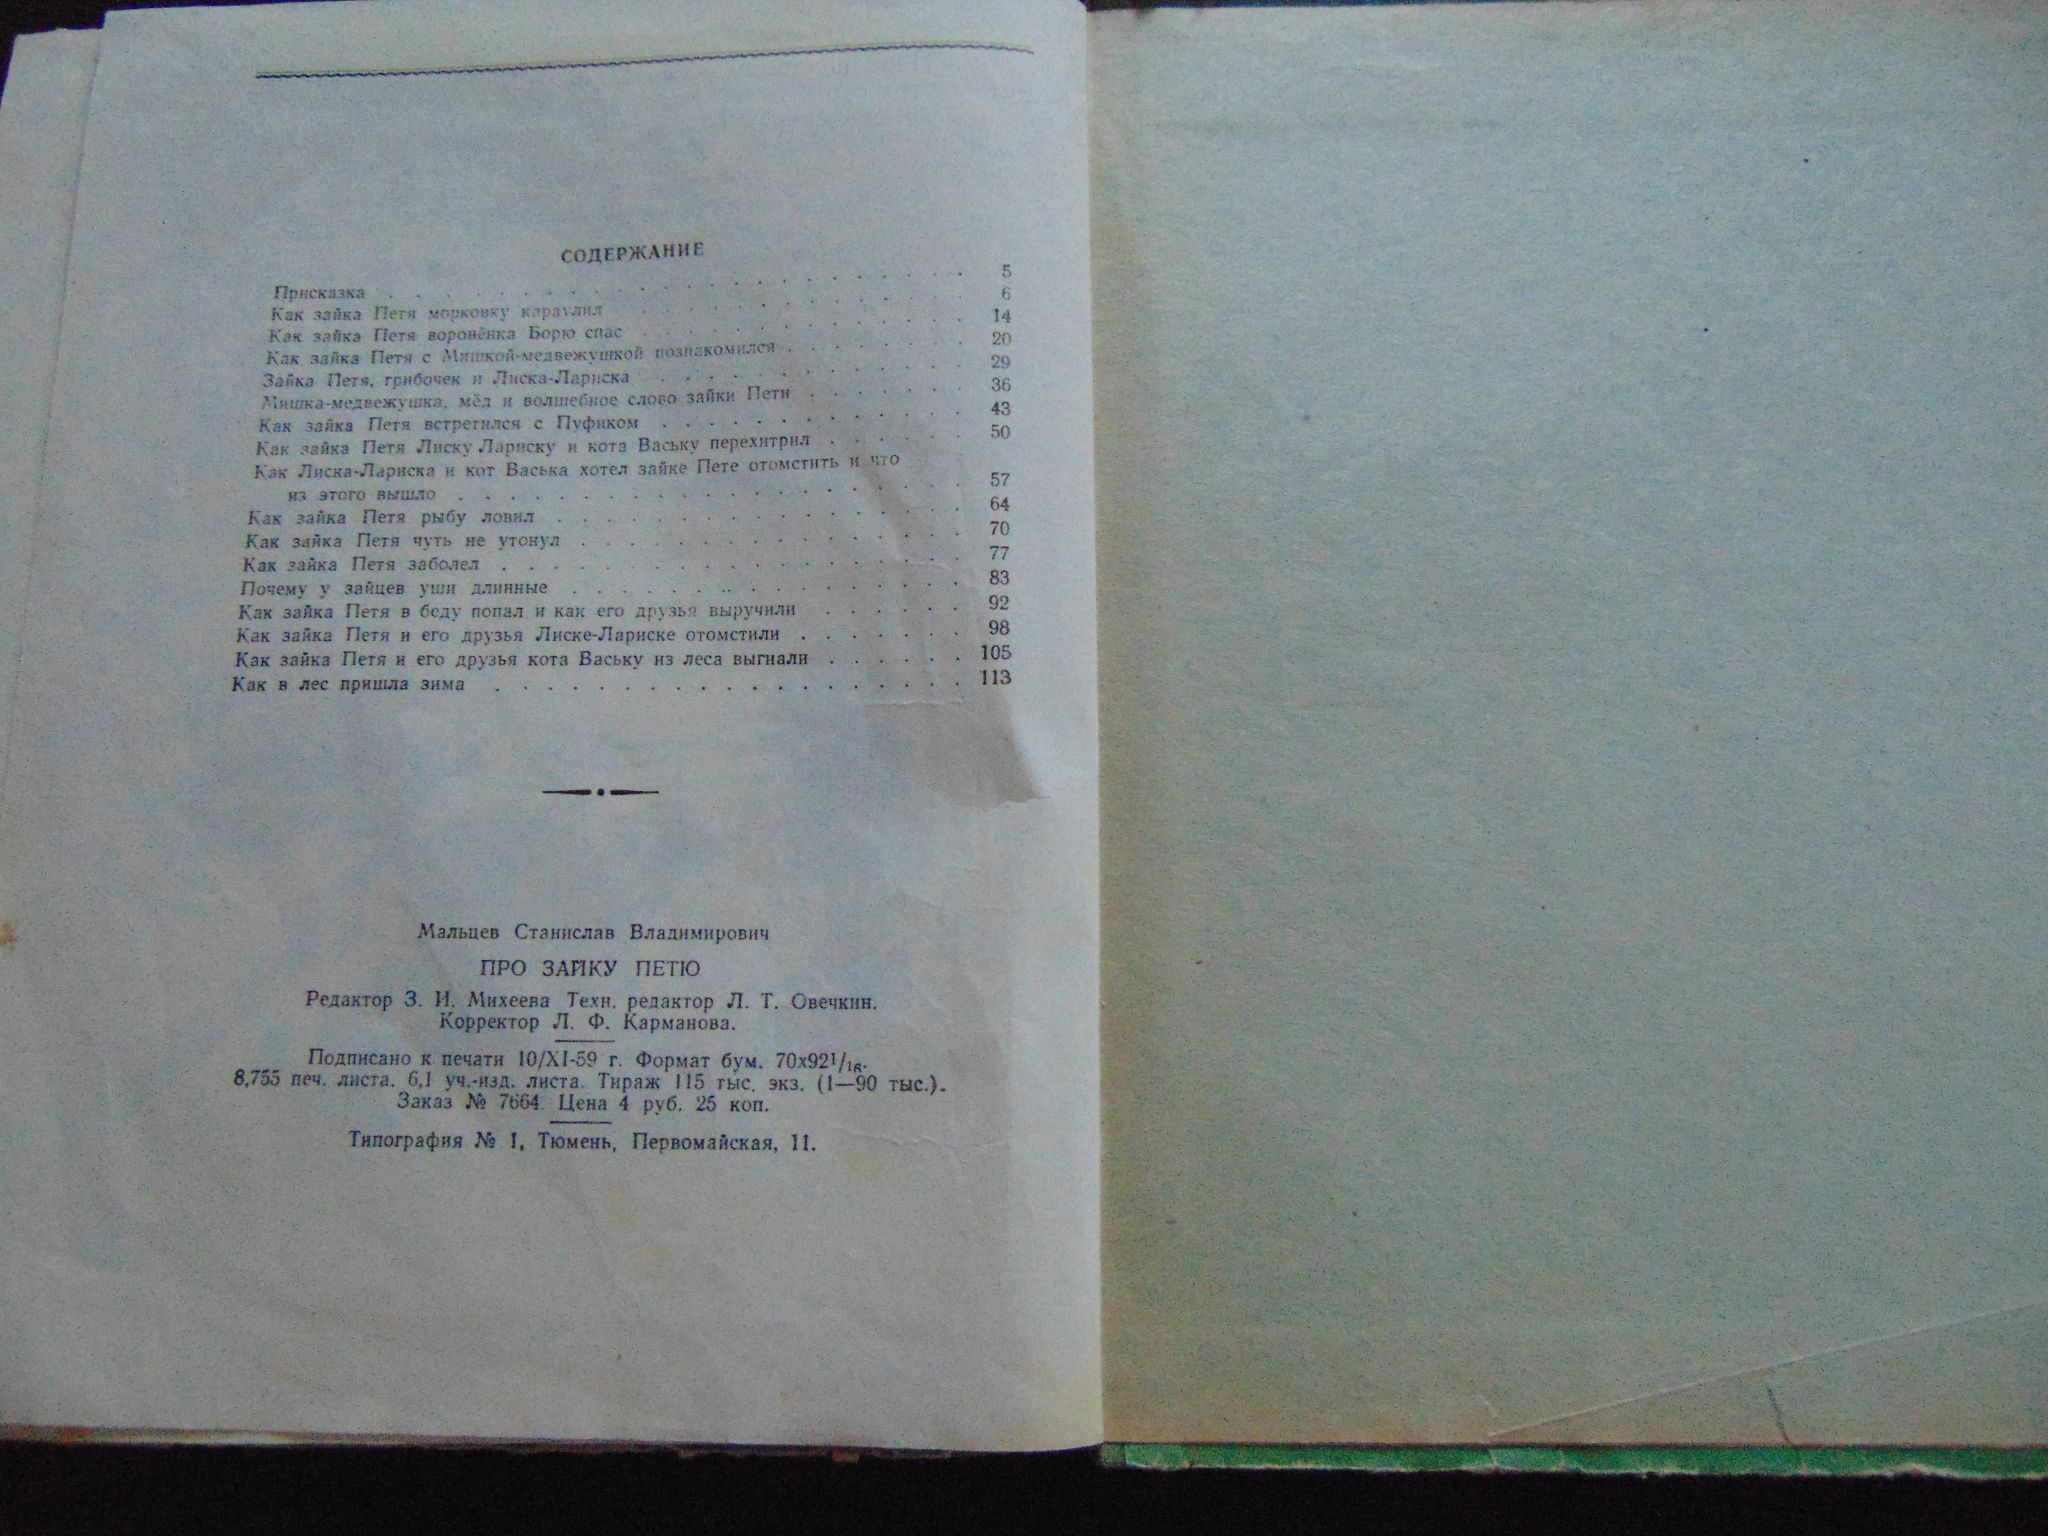 СОДЕРЖАНИЕ
Присказка . . . . . . . . . . . . . . . . . . . . 5
Как зайка Петя морковку караулил . . . . . . . . . . . . 6
Как зайка Петя воронёнка Борю спас . . . . . . . . . . . 14
Как зайка Петя с Мишкой-медвежушкой познакомился . . . . . . 20
Зайка Петя, грибочек и Лиска-Лариска . . . . . . . . . . . 29
Мишка-медвежушка, мёд и волшебное слово зайки Пети . . . . . . 36
Как зайка Петя встретился с Пуфиком . . . . . . . . . . . 43
Как зайка Петя Лиску Лариску и кота Ваську перехитрил . . . . . . 50
Как Лиска-Лариска и кот Васька хотел зайке Пете отомстить и что
из этого вышло . . . . . . . . . . . . . . . . . . 57
Как зайка Петя рыбу ловил . . . . . . . . . . . . . . 64
Как зайка Петя чуть не утонул . . . . . . . . . . . . . 70
Как зайка Петя заболел . . . . . . . . . . . . . . . . 77
Почему у зайцев уши длинные . . . . . . . . . . . . . . 83
Как зайка Петя в беду попал и как его друзья выручили . . . . . . 92
Как зайка Петя и его друзья Лиске-Лариске отомстили . . . . . . . 98
Как зайка Петя и его друзья кота Ваську из леса выгнали . . . . . . 105
Как в лес пришла зима . . . . . . . . . . . . . . . . . 113
Мальцев Станислав Владимирович
ПРО ЗАЙКУ ПЕТЮ
Редактор З. И. Михеева Техн. редактор Л. Т. Овечкин.
Корректор Л. Ф. Карманова.
Подписано к печати 10/XI-59 г. Формат бум. 70х92 1/16.
8,755 печ. листа. 6,1 уч.-изд. листа. Тираж 115 тыс. экз. (1—90 тыс.).
Заказ № 7664. Цена 4 руб. 25 коп.
Типография № 1, Тюмень, Первомайская, 11.